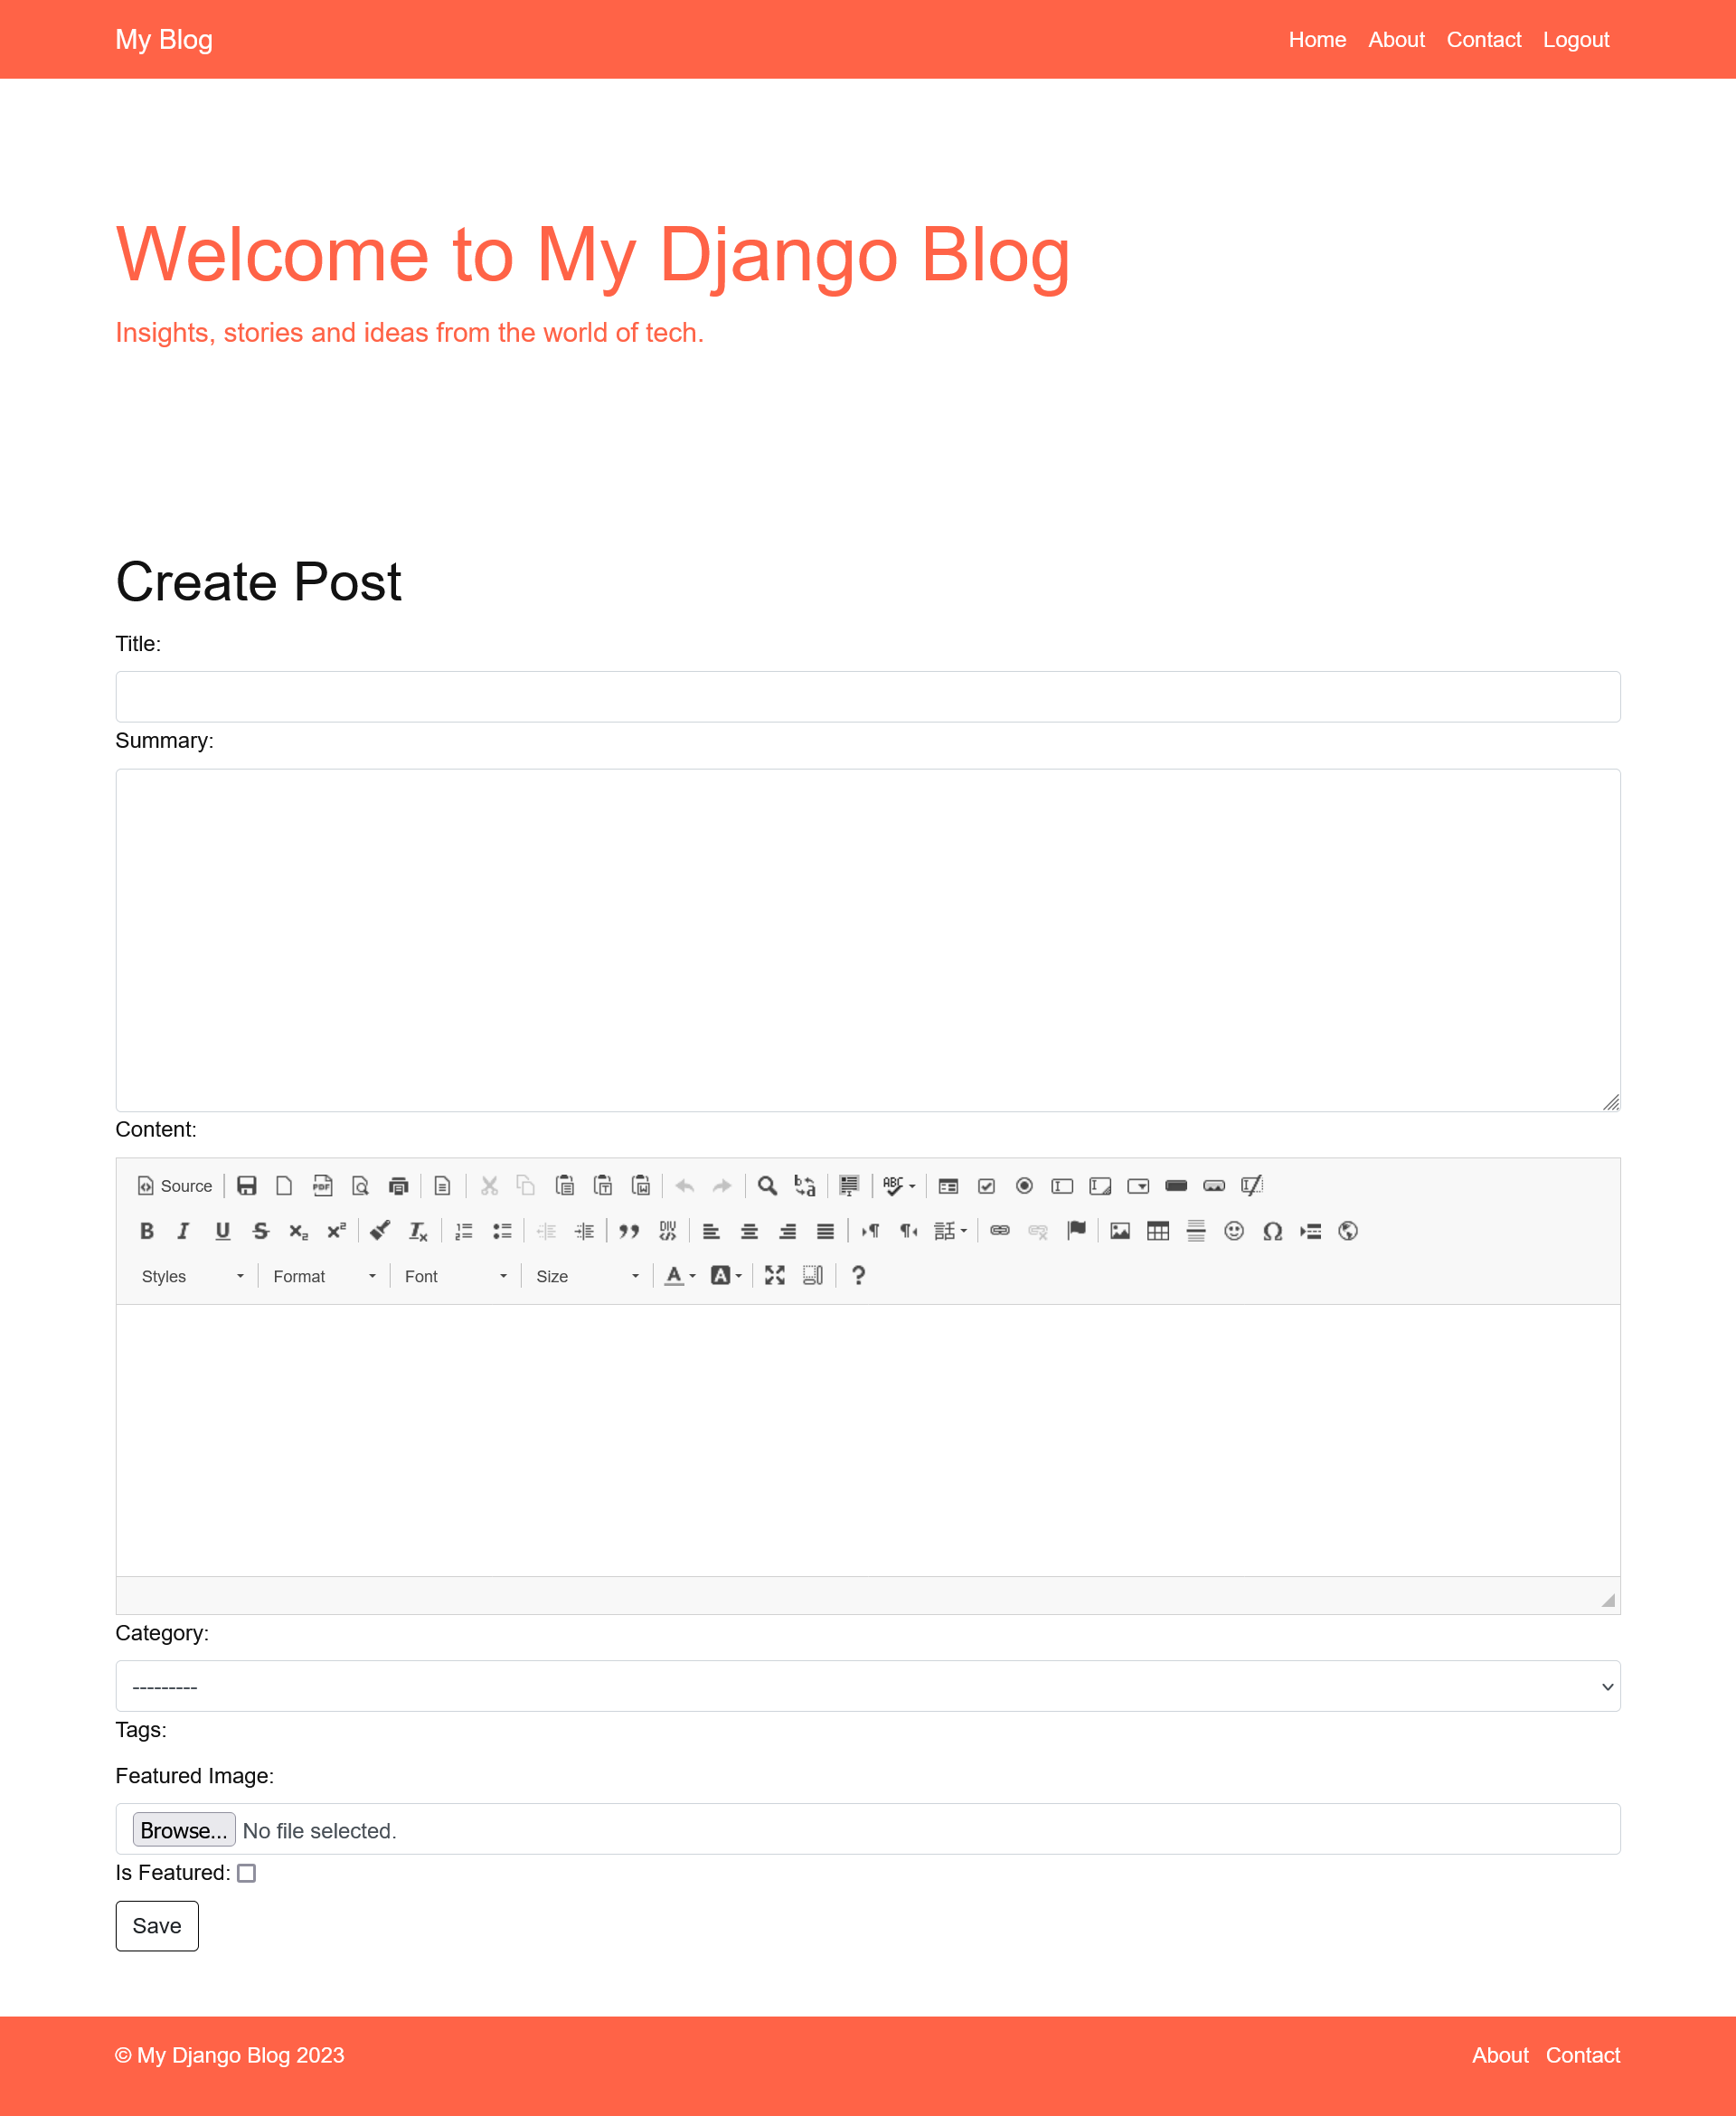 My Blog
Home About Contact Logout
Welcome to My Django Blog
Insights, stories and ideas from the world of tech.
Create Post
Title:
Summary:
Content:
Source
Styles Format Font Size
Category:
---------
Tags:
Featured Image:
Browse... No file selected.
Is Featured:
Save
© My Django Blog 2023
About Contact